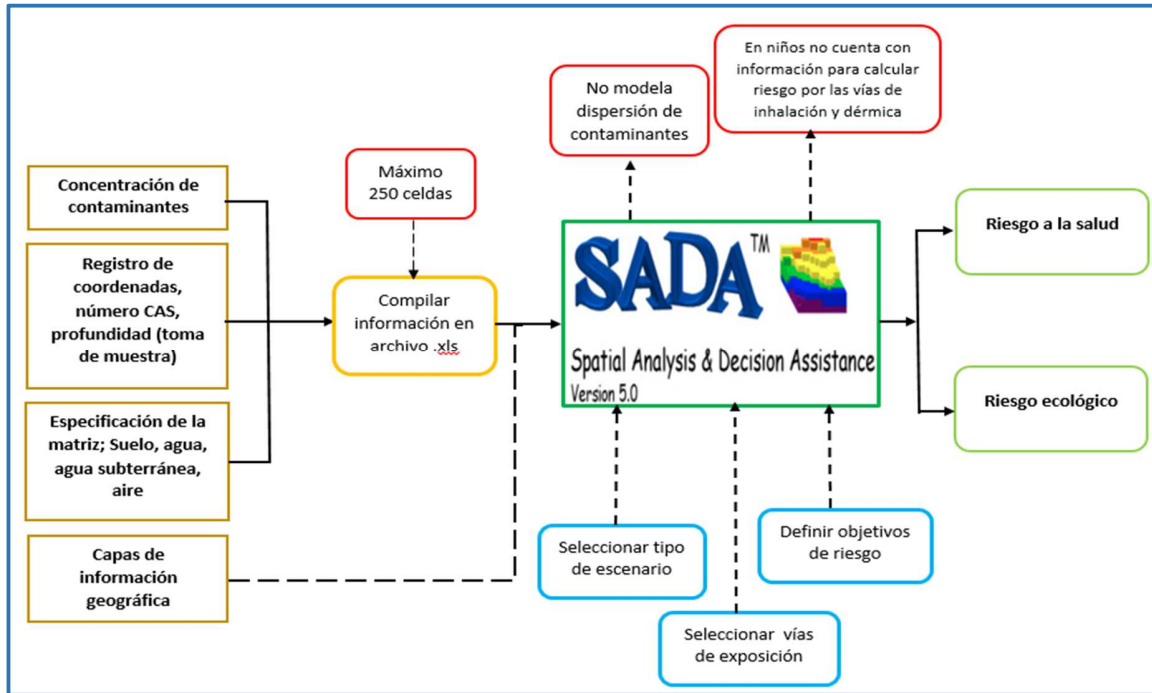 Concentración de
contaminantes
Registro de
coordenadas,
número CAS,
profundidad (toma
de muestra)
Especificación de la
matriz; Suelo, agua,
agua subterránea,
aire
Capas de
información
geográfica
Máximo
250 celdas
Compilar
información en
archivo .xls
No modela
dispersión de
contaminantes
En niños no cuenta con
información para calcular
riesgo por las vías de
inhalación y dérmica
SADA TM
Spatial Analysis & Decision Assistance
Version 5.0
Seleccionar tipo
de escenario
Seleccionar vías
de exposición
Definir objetivos
de riesgo
Riesgo a la salud
Riesgo ecológico